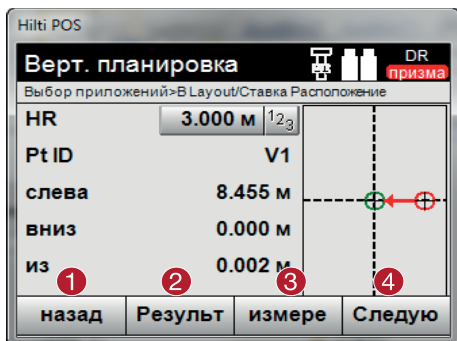 Hilti POS
Верт. планировка DR
призма
Выбор приложений>В Layout/Ставка Расположение
HR 3.000 м 123
Pt ID V1
слева 8.455 м
вниз 0.000 м
из 0.002 м
1 2 3 4
назад Результ измере Следую